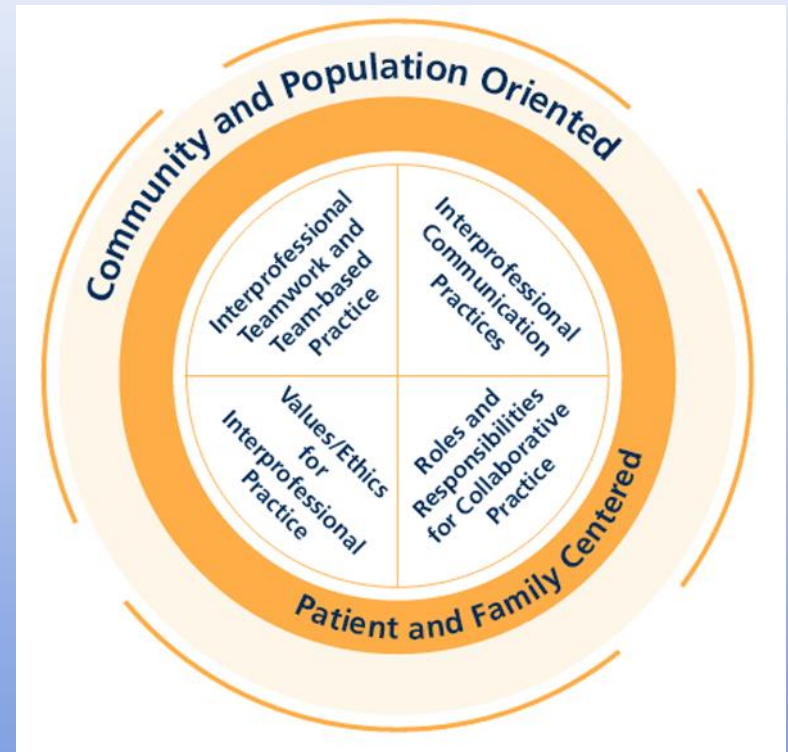 Community and Population Oriented
Interprofessional
Teamwork and
Team-based
Practice
Interprofessional
Communication
Practices
Values/Ethics
for
Interprofessional
Practice
Roles and
Responsibilities
for Collaborative
Practice
Patient and Family Centered